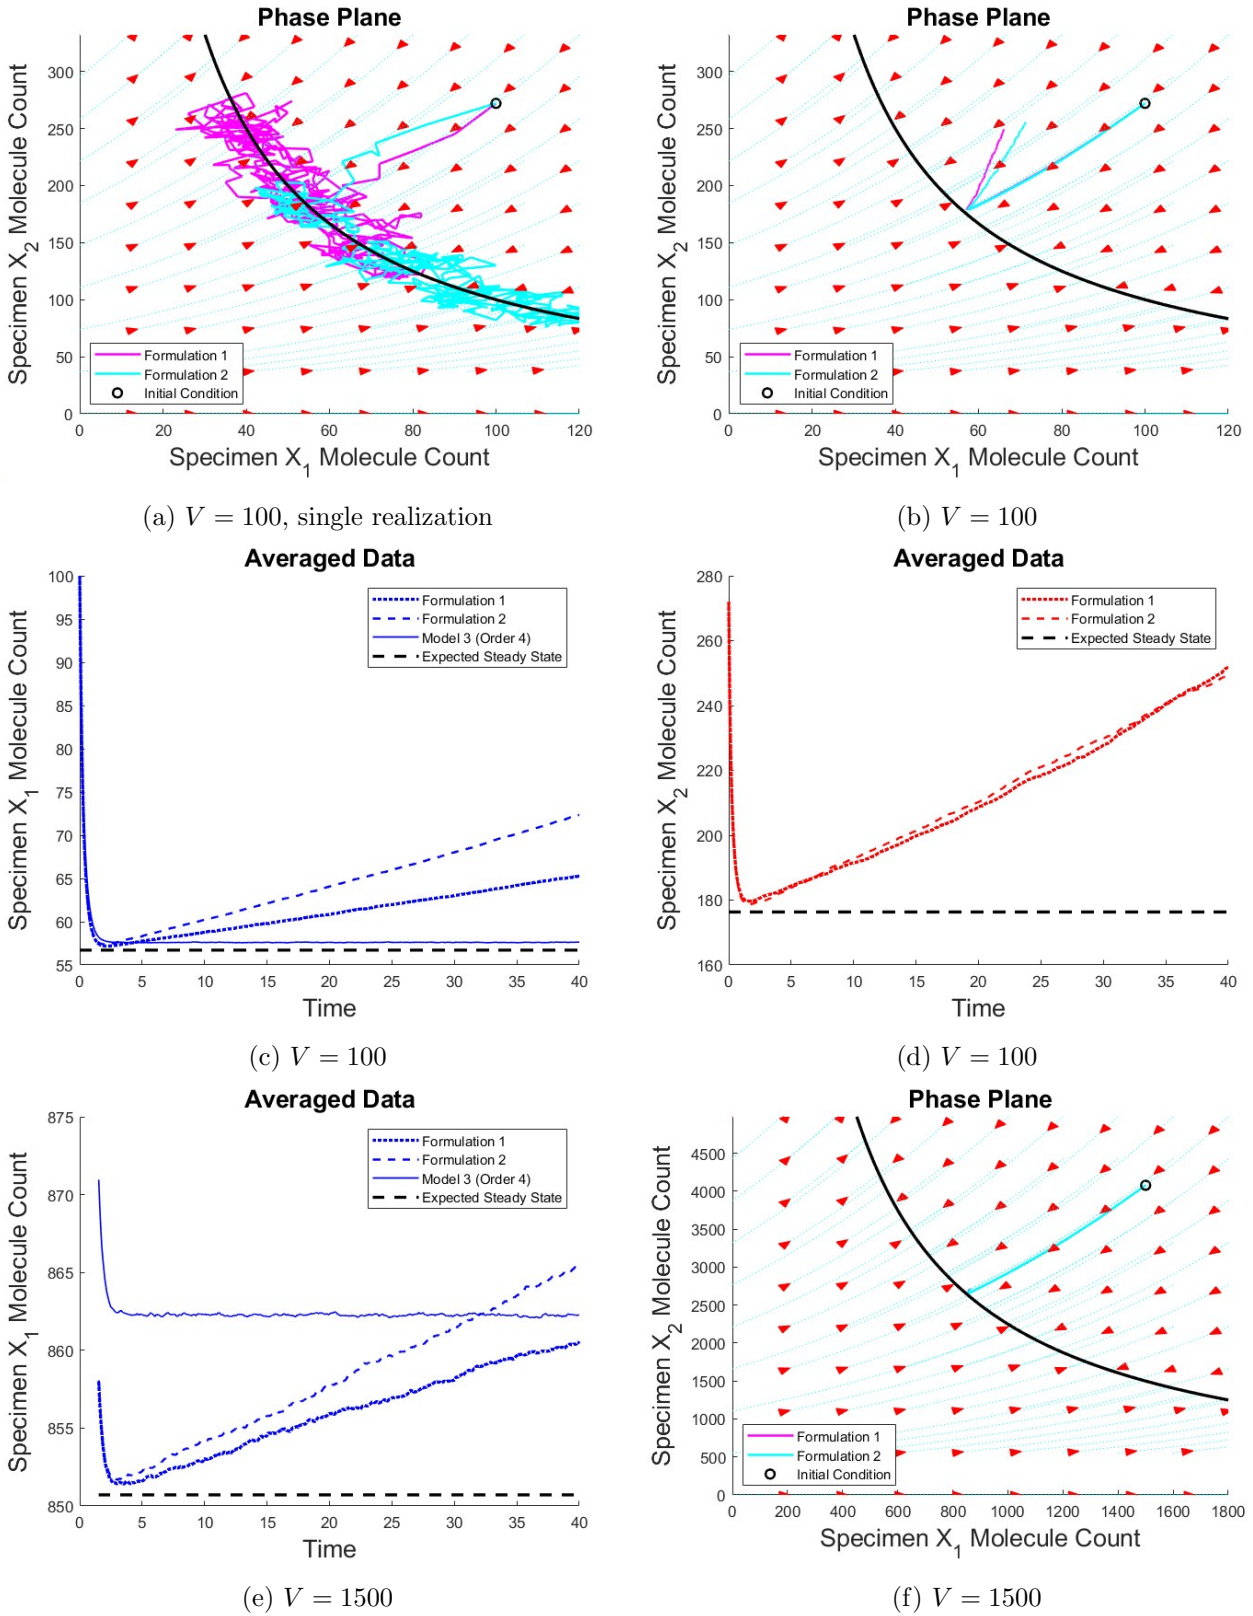 Phase Plane
Specimen X2 Molecule Count
300
250
200
150
100
50
0
Formulation 1
Formulation 2
Initial Condition
0 20 40 60 80 100 120
Specimen X1 Molecule Count
(a) V = 100, single realization
Phase Plane
Specimen X2 Molecule Count
300
250
200
150
100
50
0
Formulation 1
Formulation 2
Initial Condition
0 20 40 60 80 100 120
Specimen X1 Molecule Count
(b) V = 100
Averaged Data
Specimen X1 Molecule Count
100
95
90
85
80
75
70
65
60
55
Formulation 1
Formulation 2
Model 3 (Order 4)
Expected Steady State
0 5 10 15 20 25 30 35 40
Time
(c) V = 100
Averaged Data
Specimen X2 Molecule Count
280
260
240
220
200
180
160
Formulation 1
Formulation 2
Expected Steady State
0 5 10 15 20 25 30 35 40
Time
(d) V = 100
Averaged Data
Specimen X1 Molecule Count
875
870
865
860
855
850
Formulation 1
Formulation 2
Model 3 (Order 4)
Expected Steady State
0 5 10 15 20 25 30 35 40
Time
(e) V = 1500
Phase Plane
Specimen X2 Molecule Count
4500
4000
3500
3000
2500
2000
1500
1000
500
0
Formulation 1
Formulation 2
Initial Condition
0 200 400 600 800 1000 1200 1400 1600 1800
Specimen X1 Molecule Count
(f) V = 1500